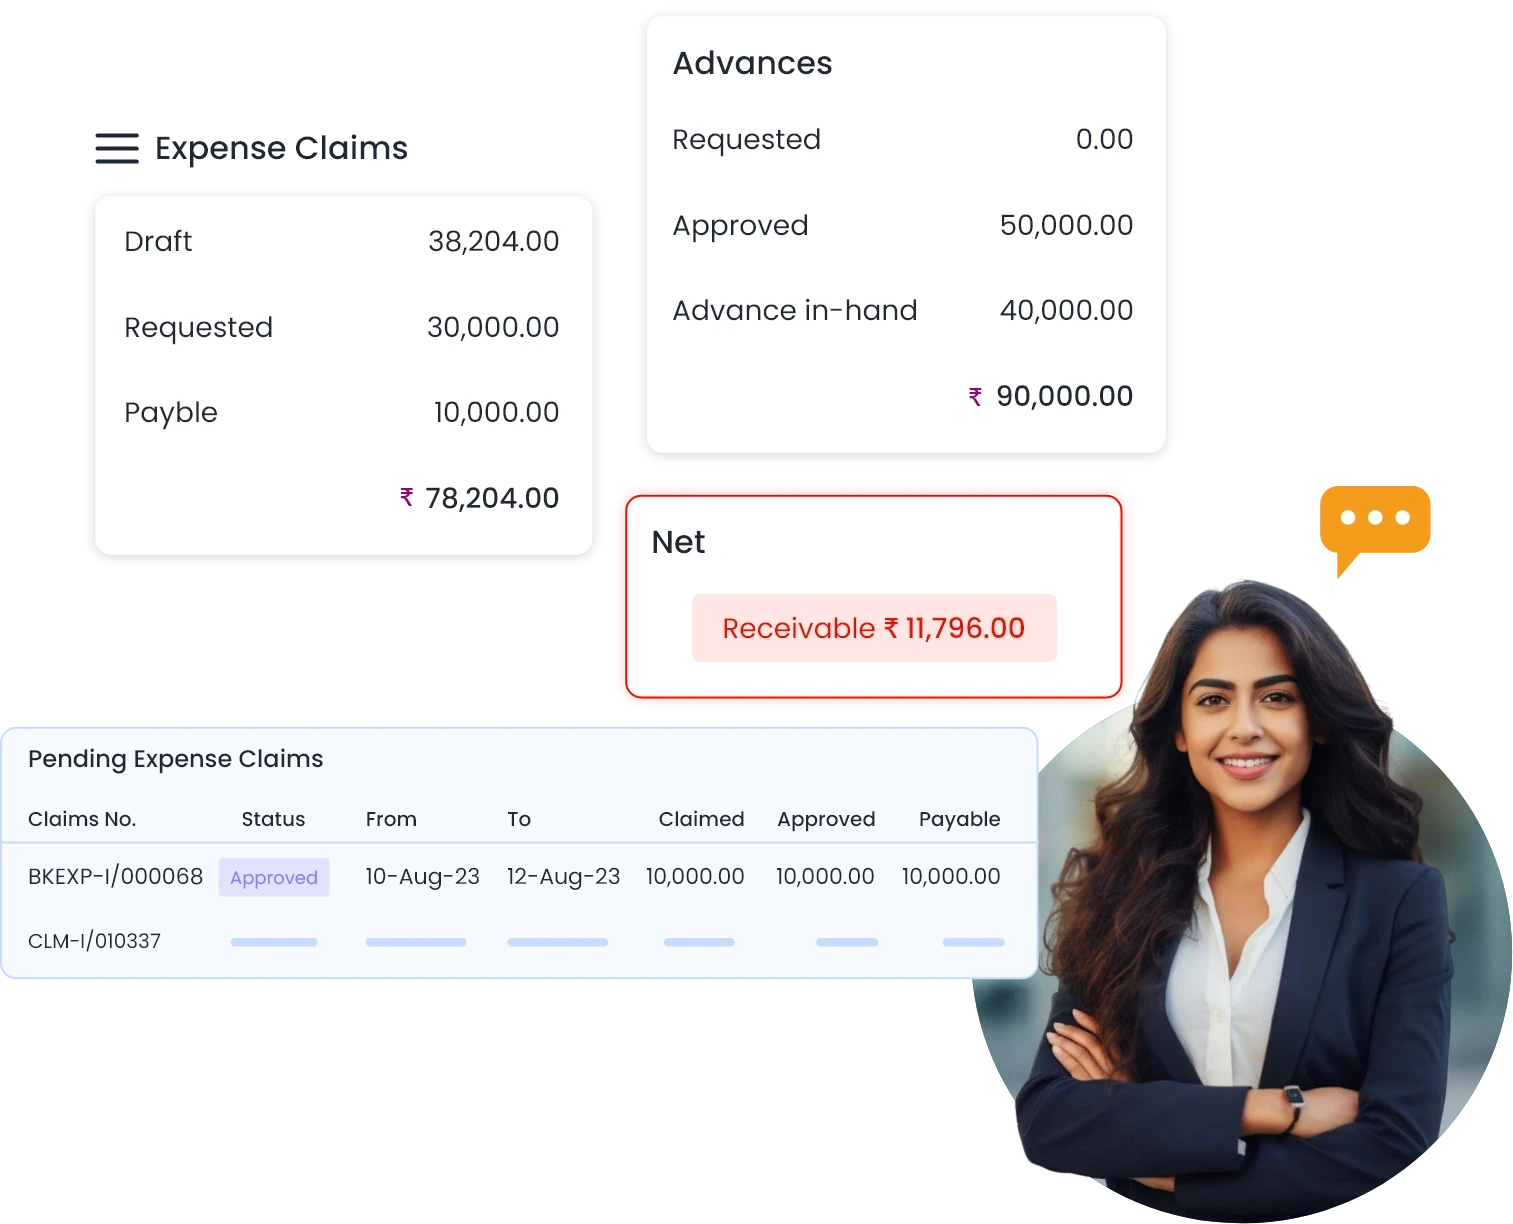 Expense Claims
Draft 38,204.00
Requested 30,000.00
Payble 10,000.00
₹ 78,204.00
Advances
Requested 0.00
Approved 50,000.00
Advance in-hand 40,000.00
₹ 90,000.00
Net
Receivable ₹ 11,796.00
Pending Expense Claims
Claims No. Status From To Claimed Approved Payable
BKEXP-I/000068 Approved 10-Aug-23 12-Aug-23 10,000.00 10,000.00 10,000.00
CLM-I/010337